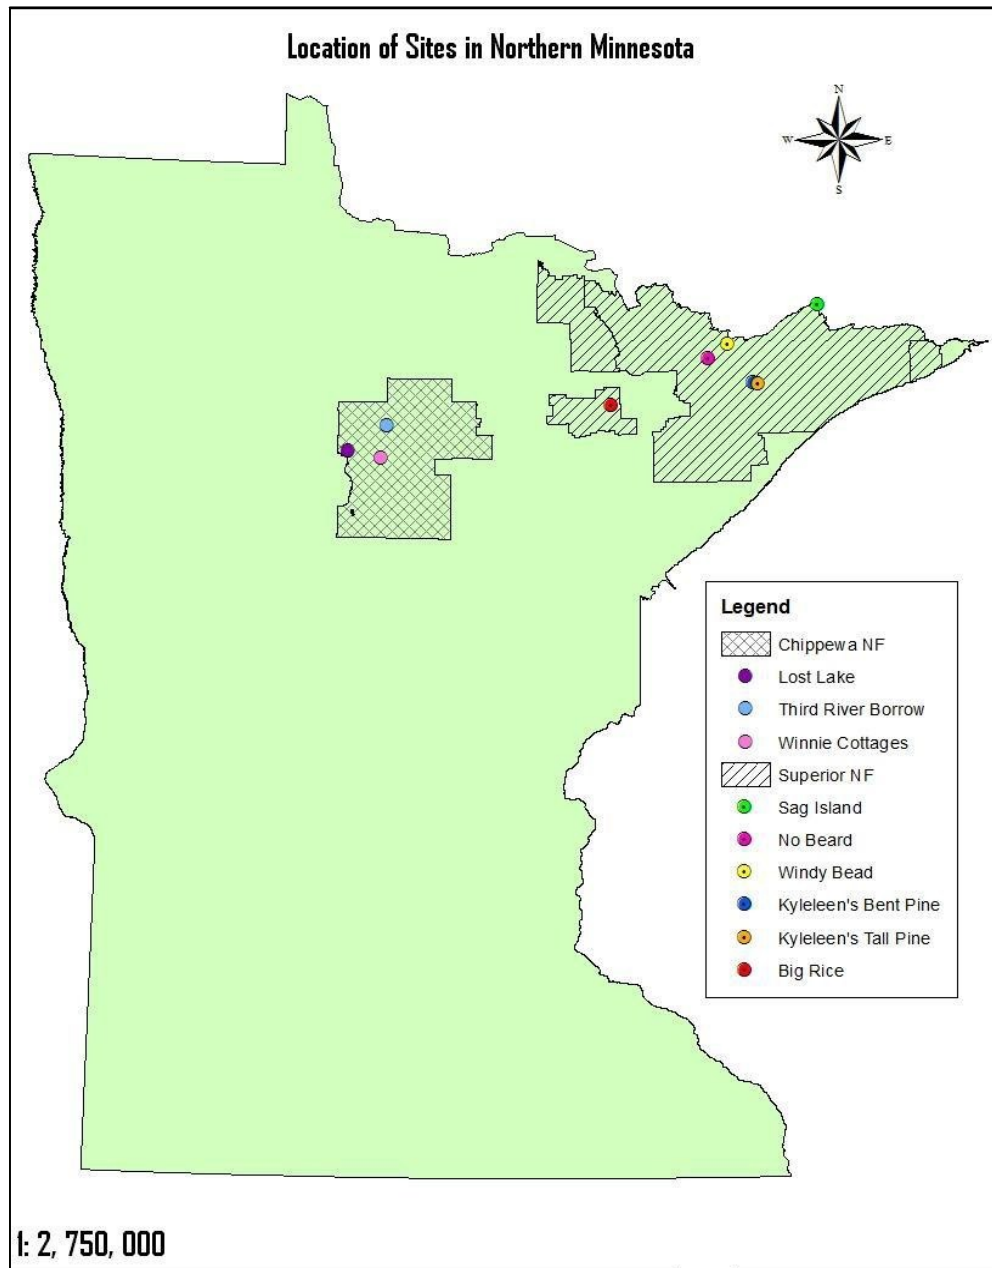 Location of Sites in Northern Minnesota
N
W
E
S
Legend
Chippewa NF
Lost Lake
Third River Borrow
Winnie Cottages
Superior NF
Sag Island
No Beard
Windy Bead
Kyleleen's Bent Pine
Kyleleen's Tall Pine
Big Rice
1: 2, 750, 000